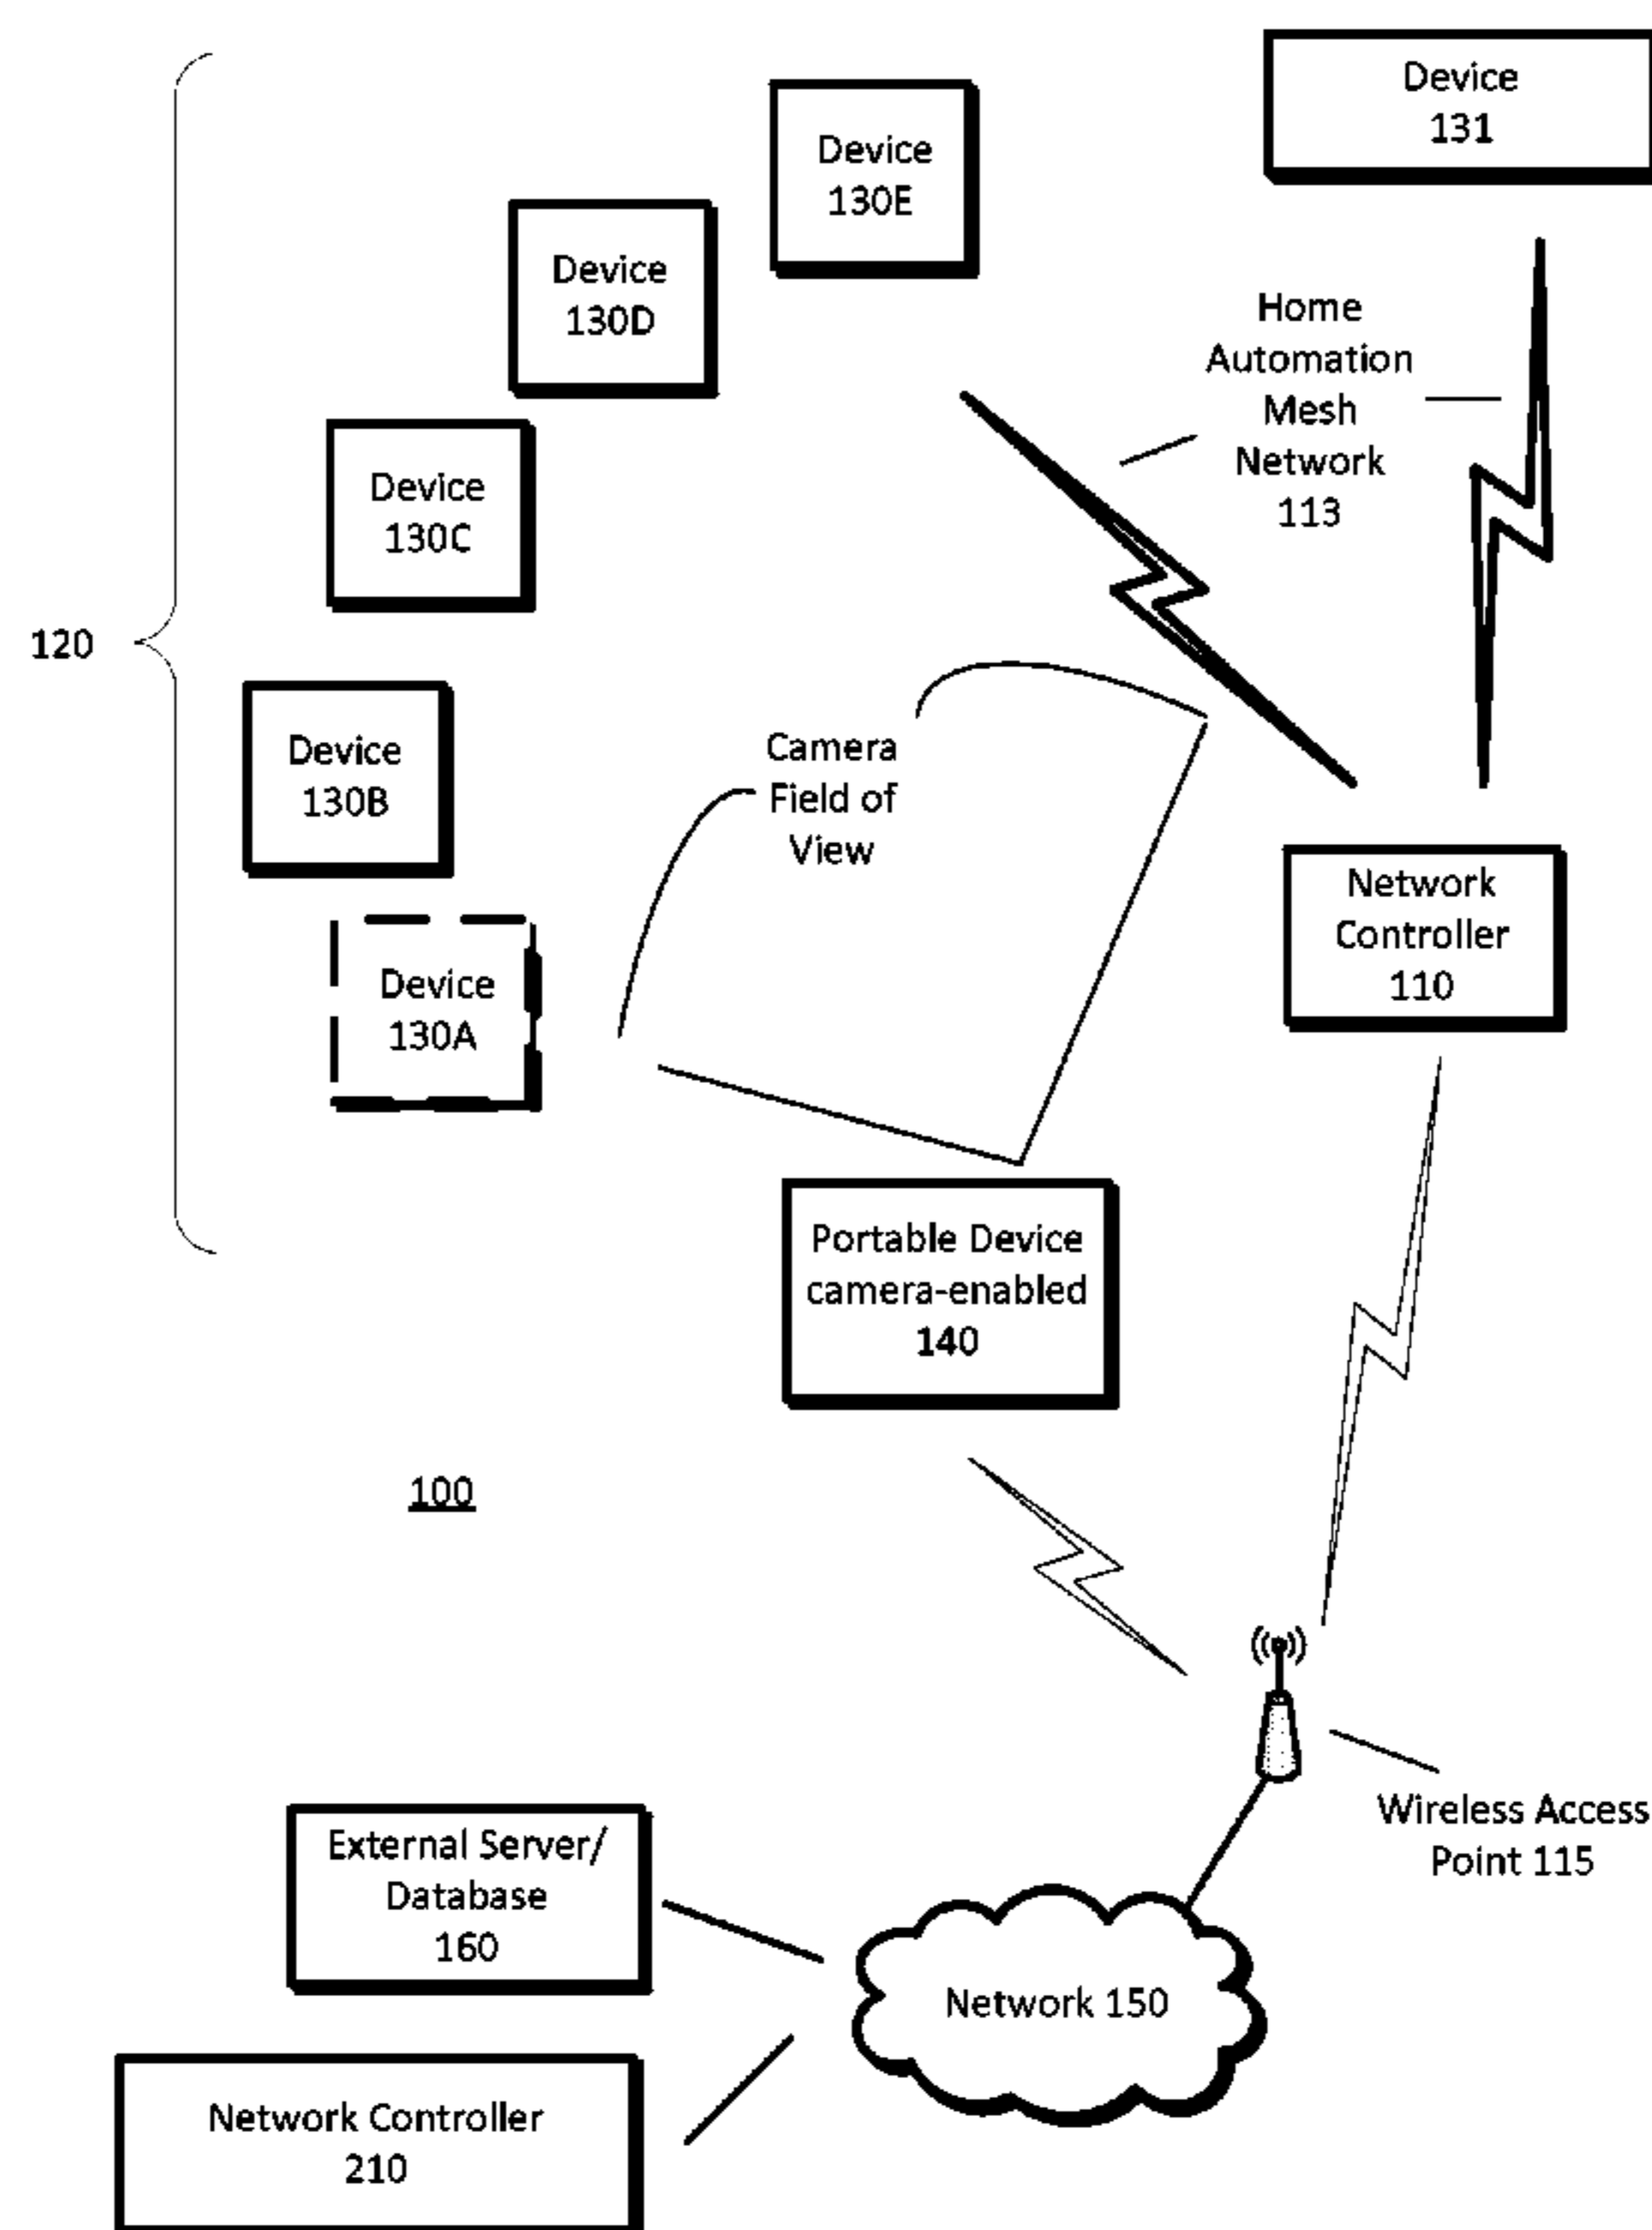 Device
131
Device
130E
Device
130D
Home
Automation
Mesh
Network
113
Device
130C
120
Device
130B
Camera
Field of
View
Network
Controller
110
Device
130A
Portable Device
camera-enabled
140
100
Wireless Access
Point 115
External Server/
Database
160
Network 150
Network Controller
210